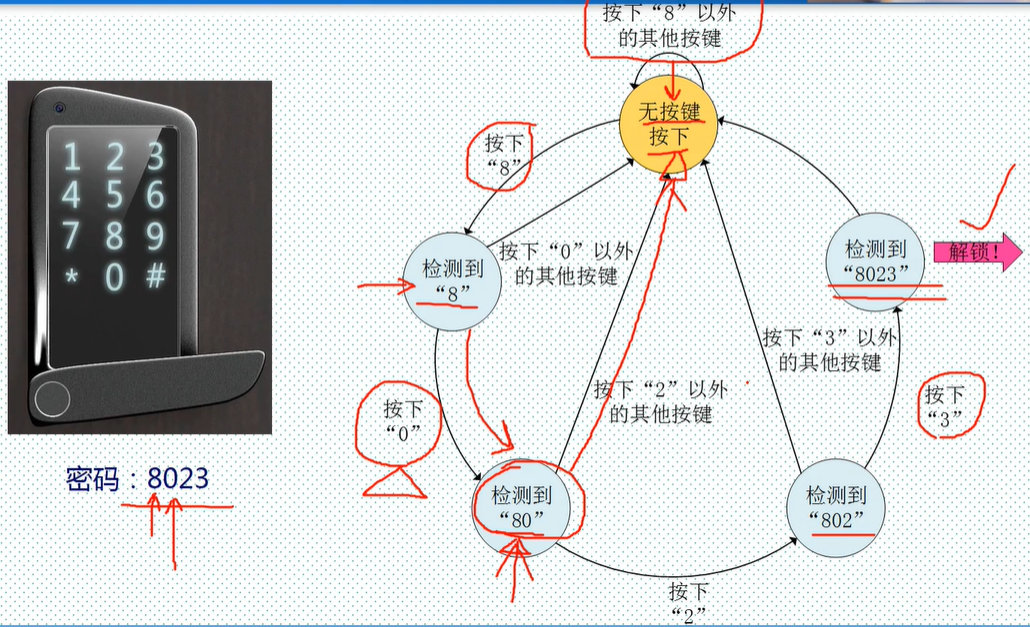 按下“8”以外
的其他按键
无按键
按下
按下
“8”
1 2 3
4 5 6
7 8 9
* 0 #
检测到
“8”
按下“0”以外
的其他按键
检测到
“8023”
解锁！
按下“3”以外
的其他按键
按下“2”以外
的其他按键
按下
“0”
按下
“3”
密码：8023
检测到
“80”
检测到
“802”
按下
“2”